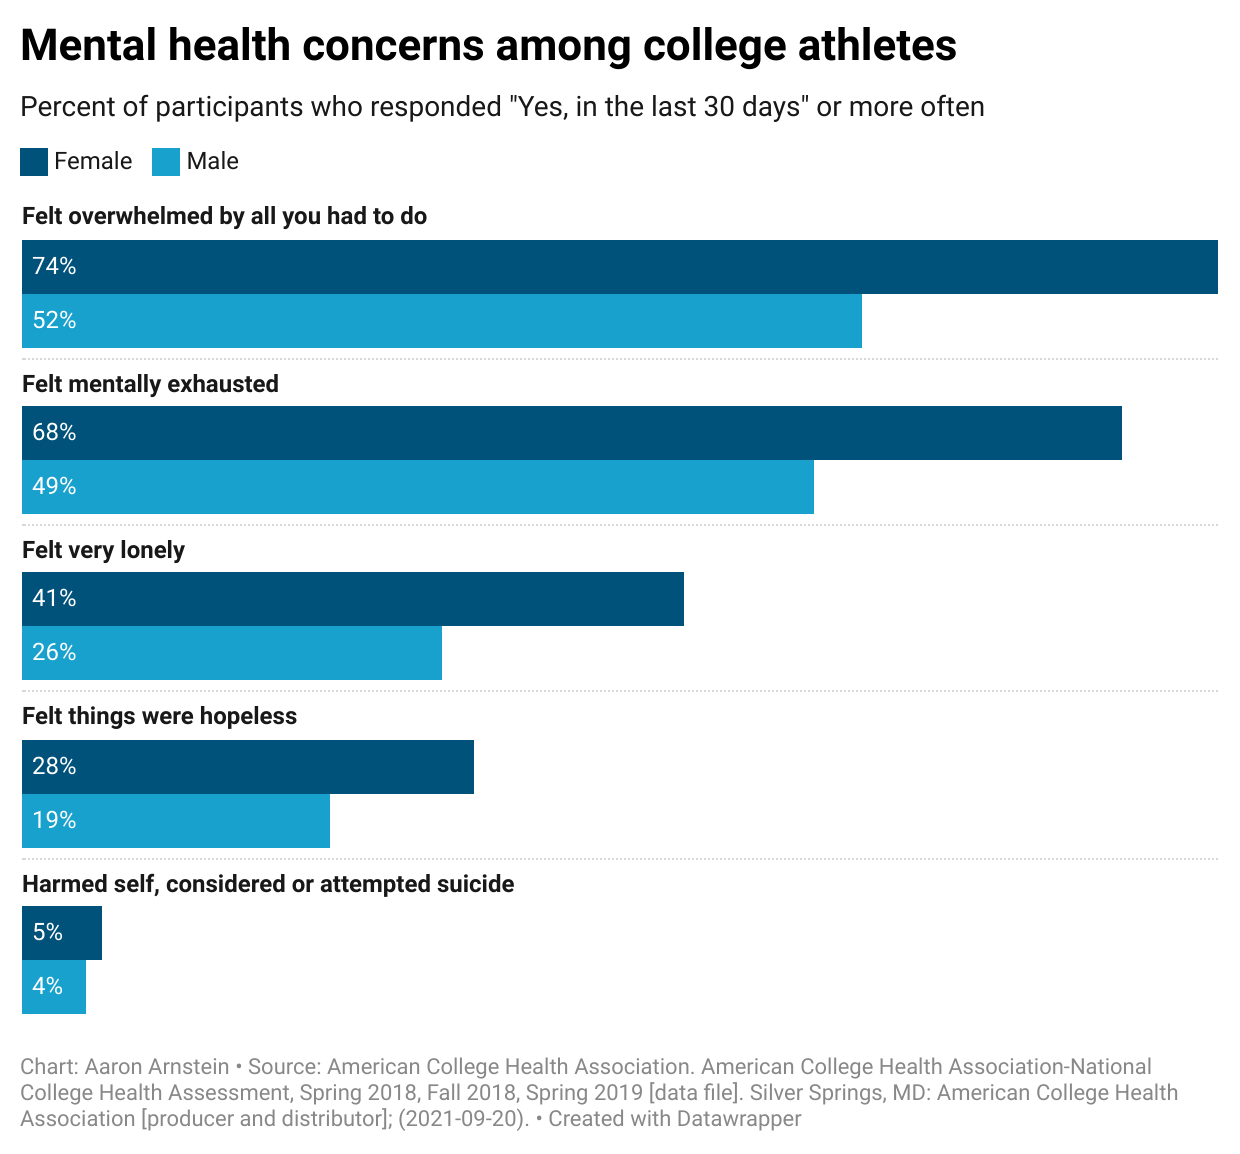 Mental health concerns among college athletes
Percent of participants who responded "Yes, in the last 30 days" or more often
Female Male
Felt overwhelmed by all you had to do
74%
52%
Felt mentally exhausted
68%
49%
Felt very lonely
41%
26%
Felt things were hopeless
28%
19%
Harmed self, considered or attempted suicide
5%
4%
Chart: Aaron Arnstein • Source: American College Health Association. American College Health Association-National
College Health Assessment, Spring 2018, Fall 2018, Spring 2019 [data file]. Silver Springs, MD: American College Health
Association [producer and distributor]; (2021-09-20). • Created with Datawrapper